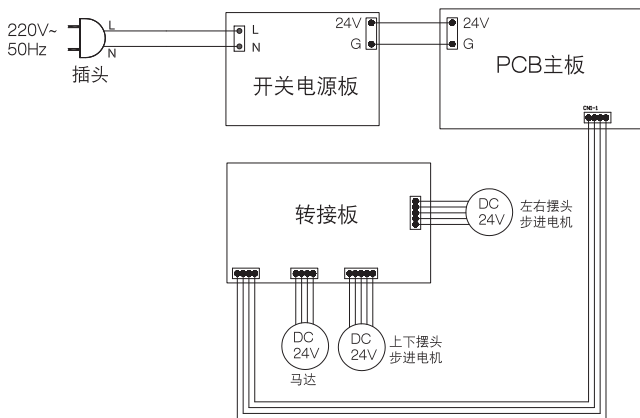 220V~
50Hz
插头
L
N
L
N
开关电源板
24V
G
24V
G
PCB主板
CN2-1
转接板
DC
24V
左右摆头
步进电机
DC
24V
马达
DC
24V
上下摆头
步进电机